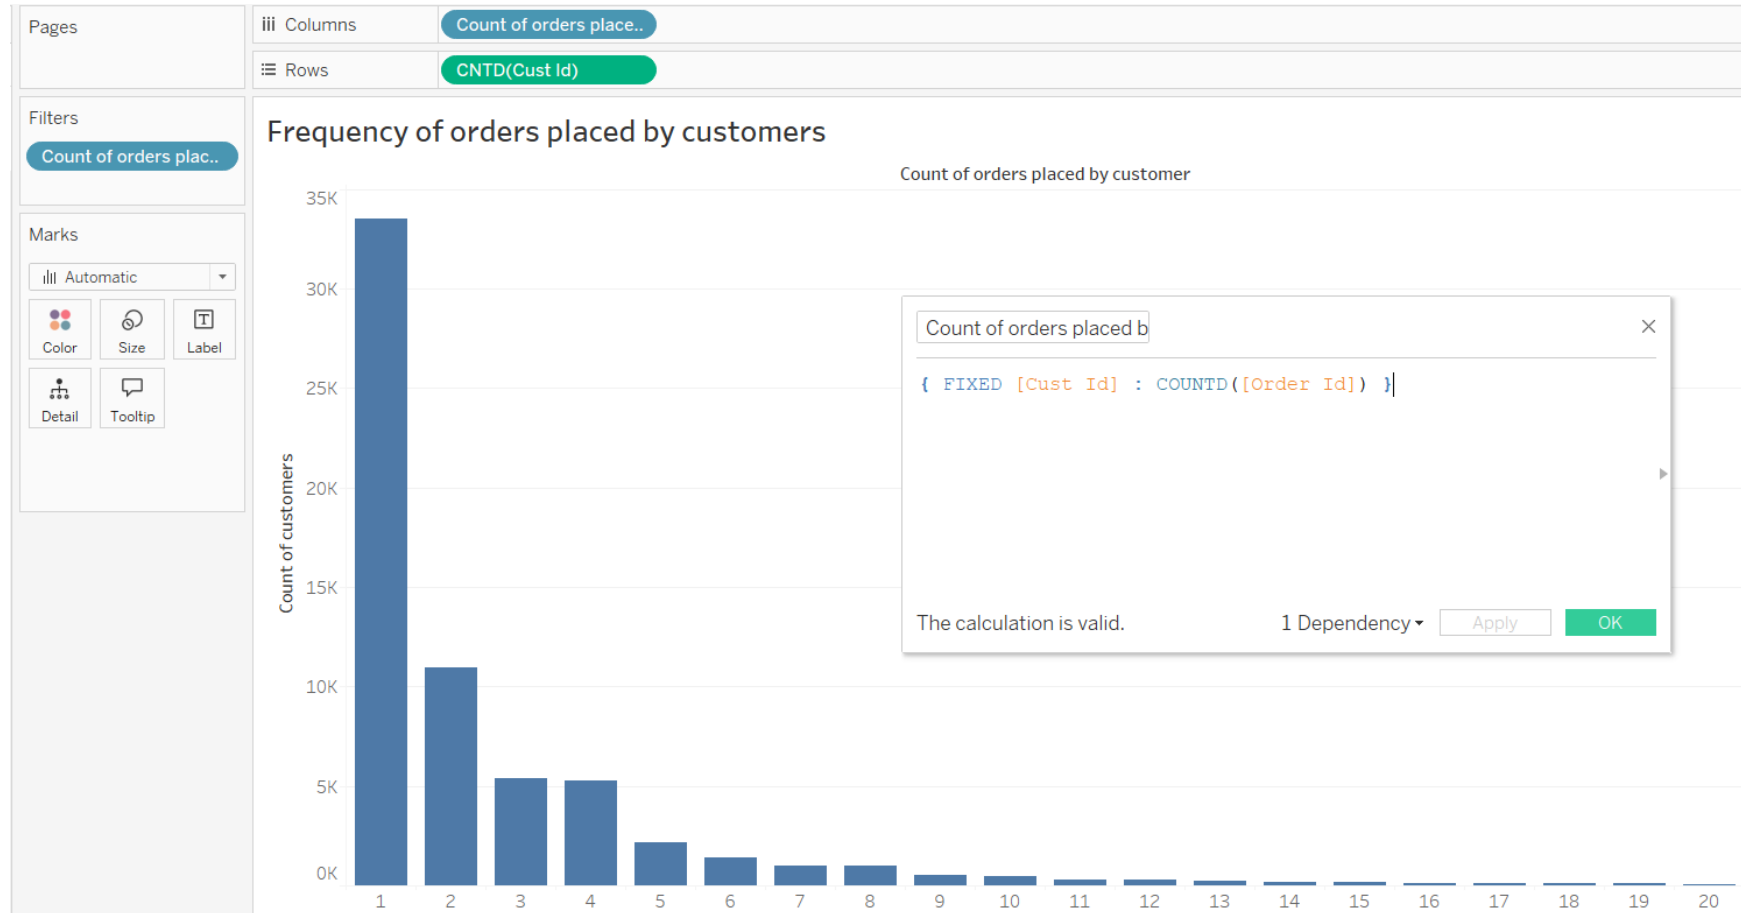 Pages
Columns
Count of orders place..
Rows
CNTD(Cust Id)
Filters
Count of orders plac..
Marks
Automatic
Color
Size
Label
Detail
Tooltip
Frequency of orders placed by customers
Count of orders placed by customer
Count of customers
35K
30K
25K
20K
15K
10K
5K
0K
1 2 3 4 5 6 7 8 9 10 11 12 13 14 15 16 17 18 19 20
Count of orders placed b
{ FIXED [Cust Id] : COUNTD([Order Id]) }
The calculation is valid.
1 Dependency
Apply
OK